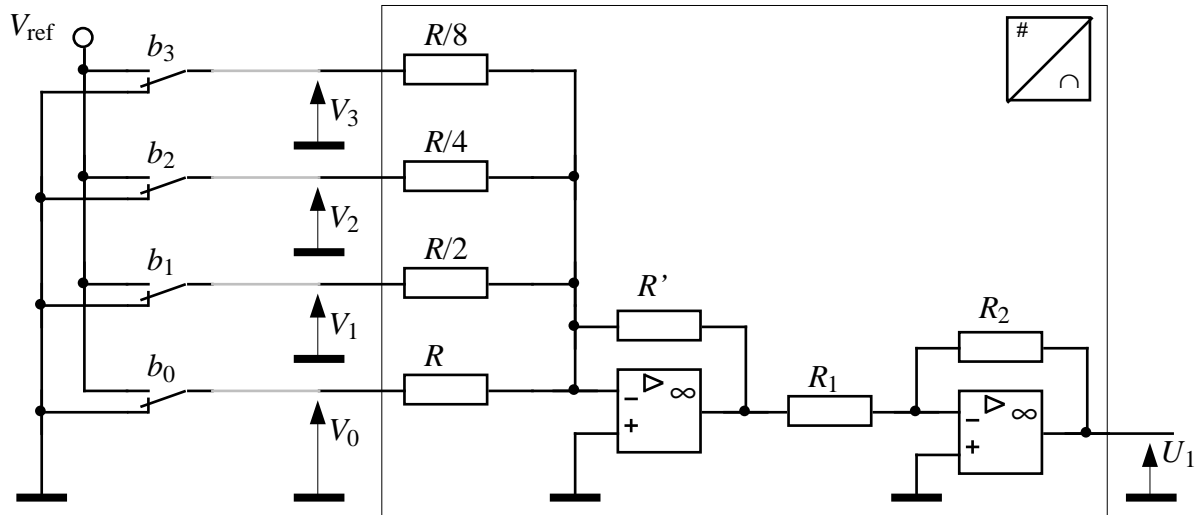 V_ref
b_3
R/8
#
∩
V_3
b_2
R/4
V_2
b_1
R/2
V_1
R’
R_2
b_0
R
R_1
▷ ∞
-
+
▷ ∞
-
+
V_0
U_1